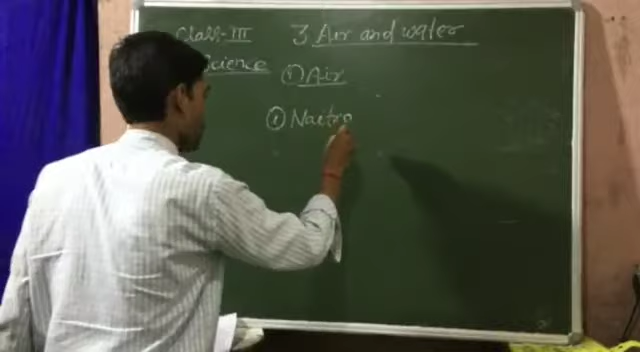 Class-III 3 Air and water
Science ① Air
① Naitro